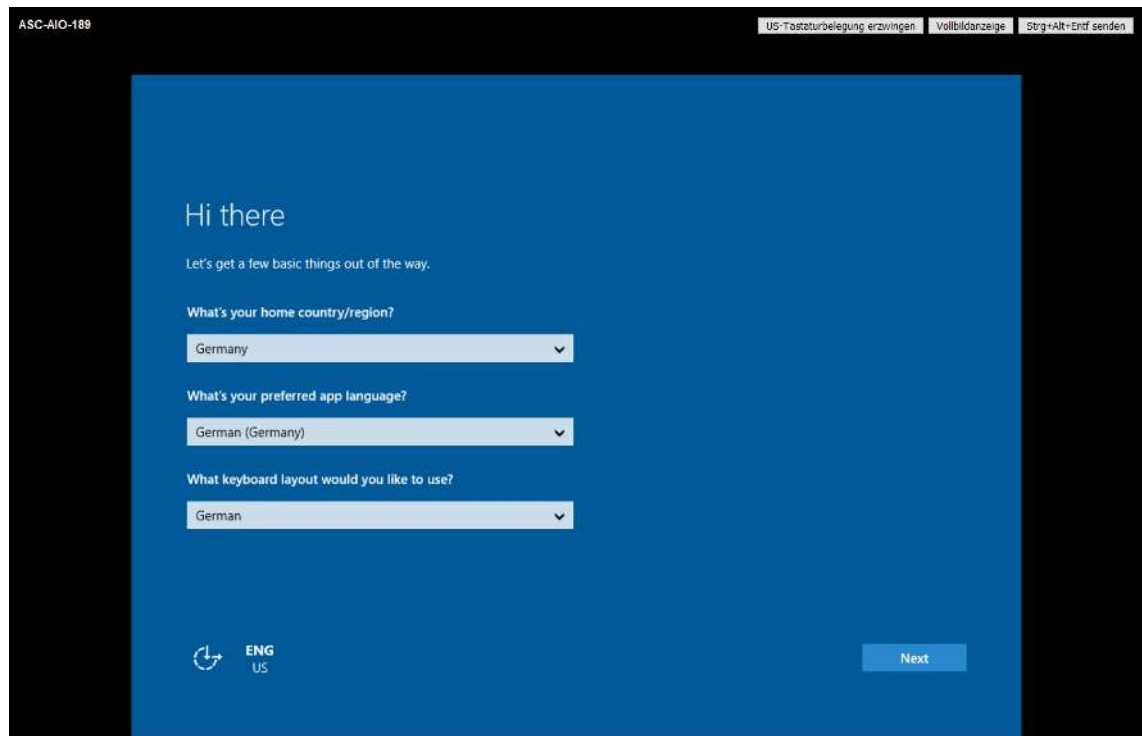 ASC-AIO-189
US-Tastaturbelegung erzwingen
Vollbildanzeige
Strg+Alt+Entf senden
Hi there
Let's get a few basic things out of the way.
What's your home country/region?
Germany
What's your preferred app language?
German (Germany)
What keyboard layout would you like to use?
German
ENG
US
Next